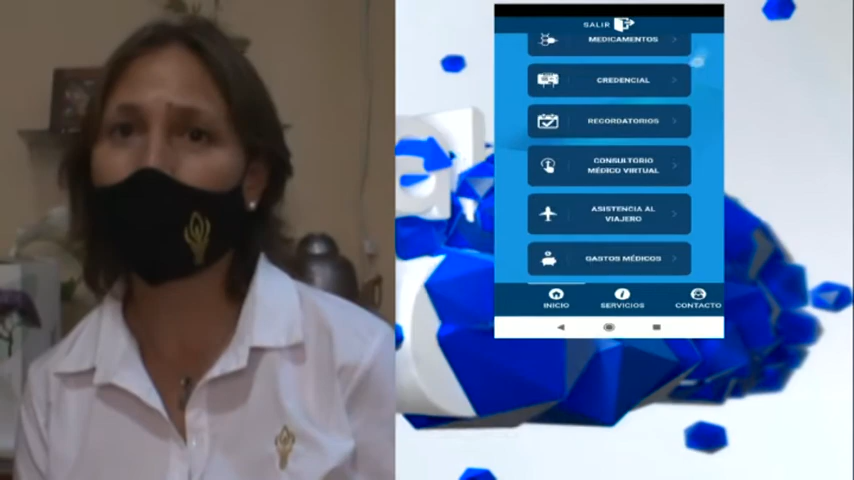 SALIR
MEDICAMENTOS
CREDENCIAL
RECORDATORIOS
CONSULTORIO
MÉDICO VIRTUAL
ASISTENCIA AL
VIAJERO
GASTOS MÉDICOS
INICIO
SERVICIOS
CONTACTO